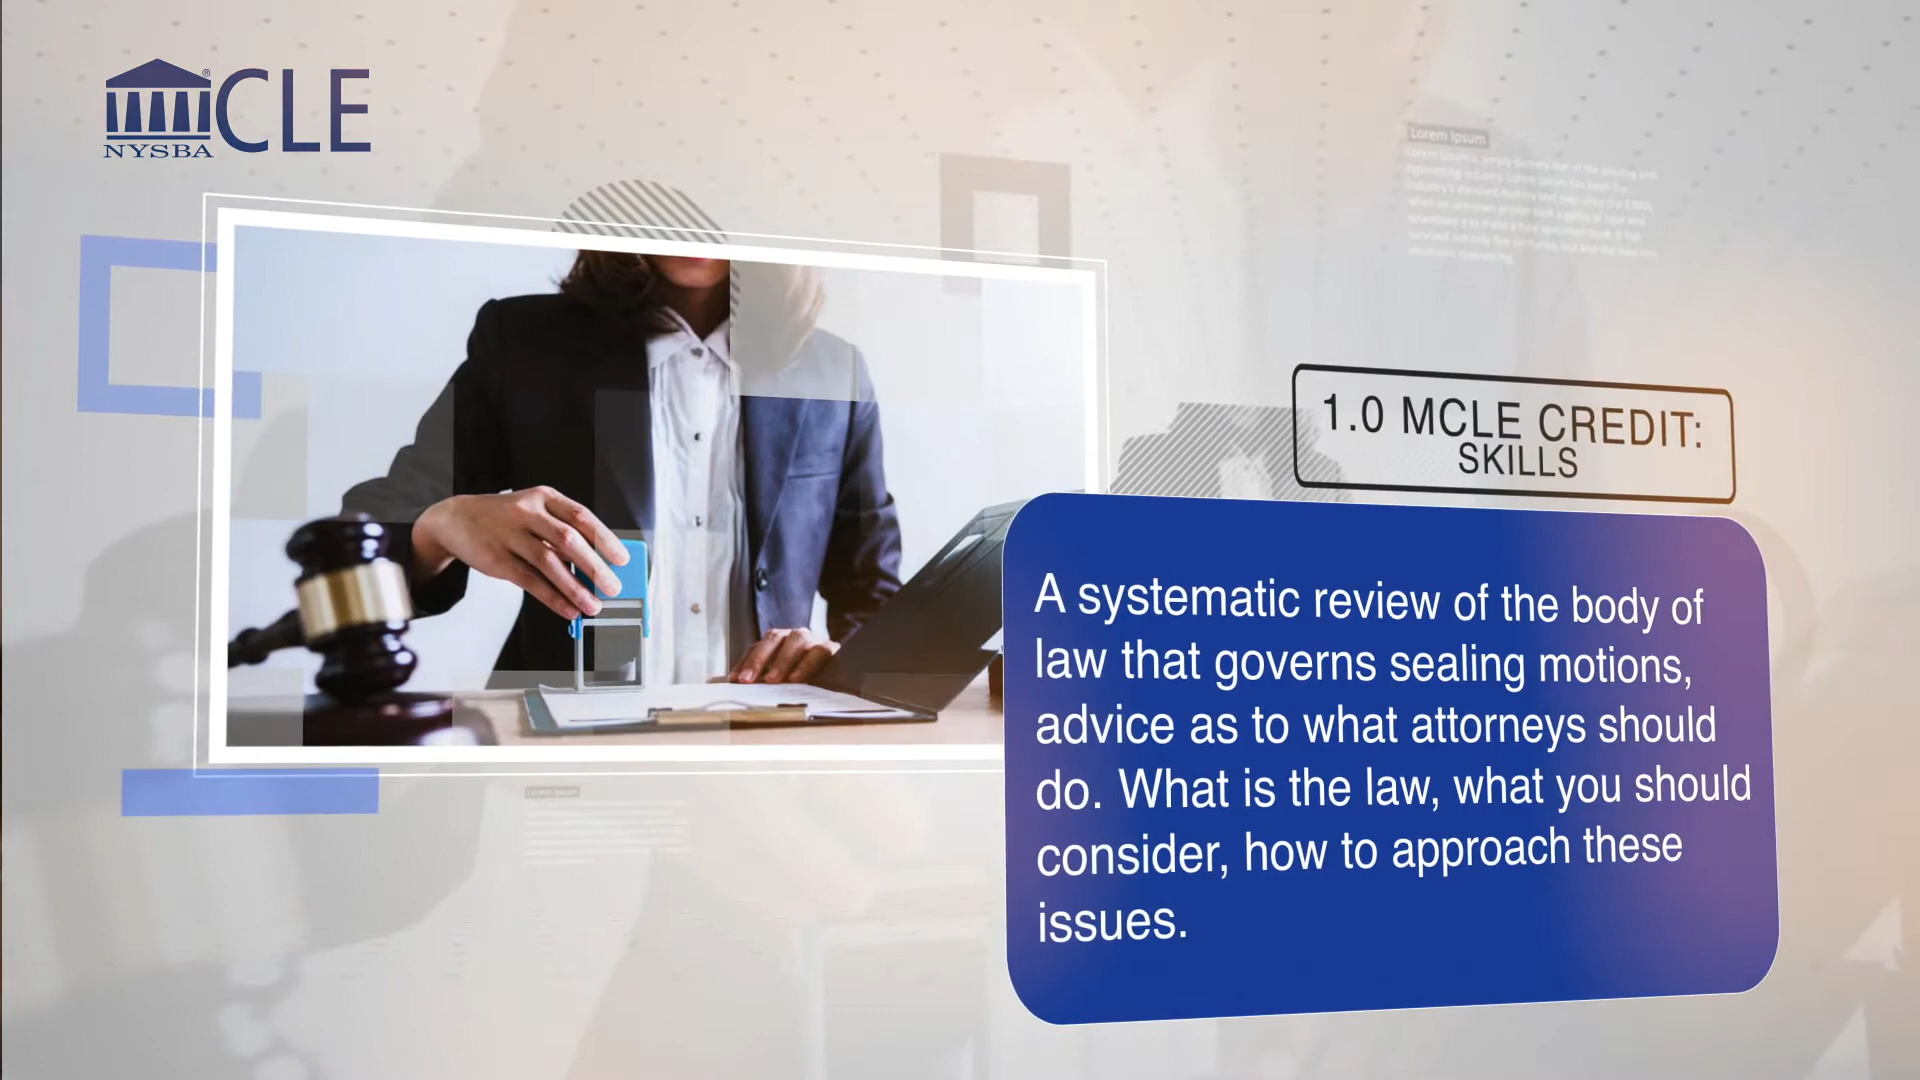 NYSBA
CLE
Lorem Ipsum
1.0 MCLE CREDIT:
SKILLS
A systematic review of the body of
law that governs sealing motions,
advice as to what attorneys should
do. What is the law, what you should
consider, how to approach these
issues.
Lorem Ipsum